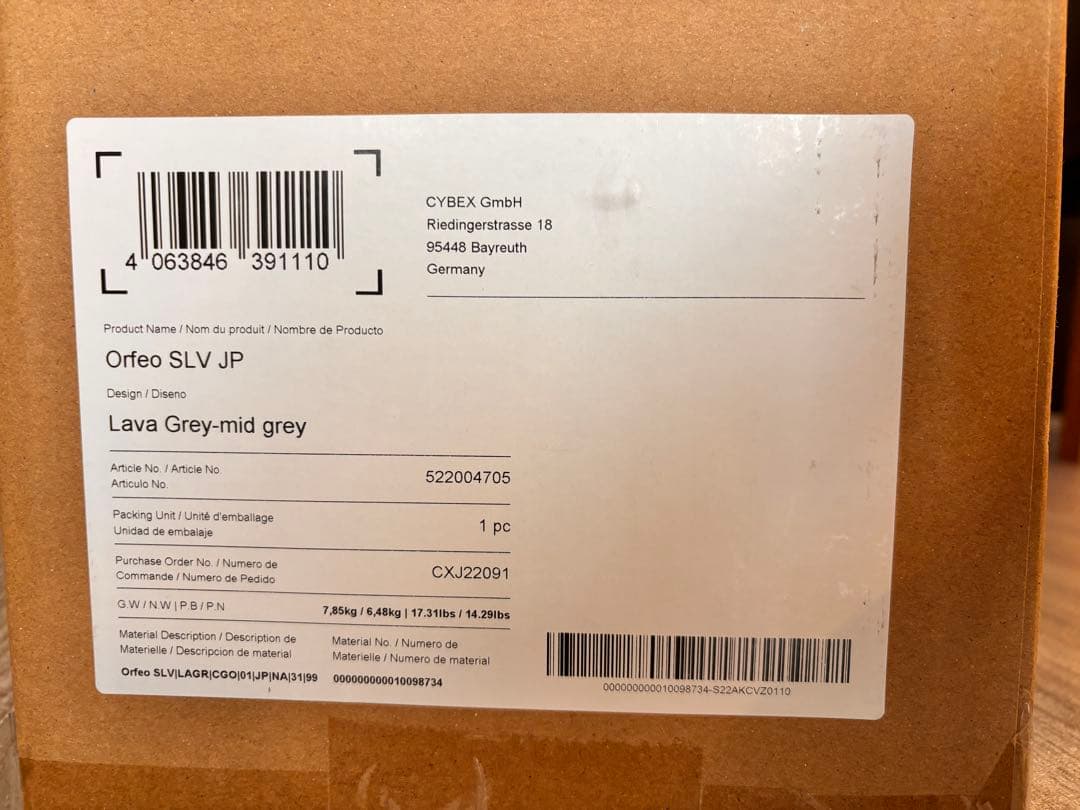 4 063846 391110
CYBEX GmbH
Riedingerstrasse 18
95448 Bayreuth
Germany
Product Name / Nom du produit / Nombre de Producto
Orfeo SLV JP
Design / Diseno
Lava Grey-mid grey
Article No. / Article No.
Articulo No.
522004705
Packing Unit / Unité d'emballage
Unidad de embalaje
1 pc
Purchase Order No. / Numero de
Commande / Numero de Pedido
CXJ22091
G.W / N.W | P.B / P.N
7,85kg / 6,48kg | 17.31lbs / 14.29lbs
Material Description / Description de
Materielle / Descripcion de material
Orfeo SLV|LAGR|CGO|01|JP|NA|31|99
Material No. / Numero de
Materielle / Numero de material
000000000010098734
000000000010098734-S22AKCVZ0110